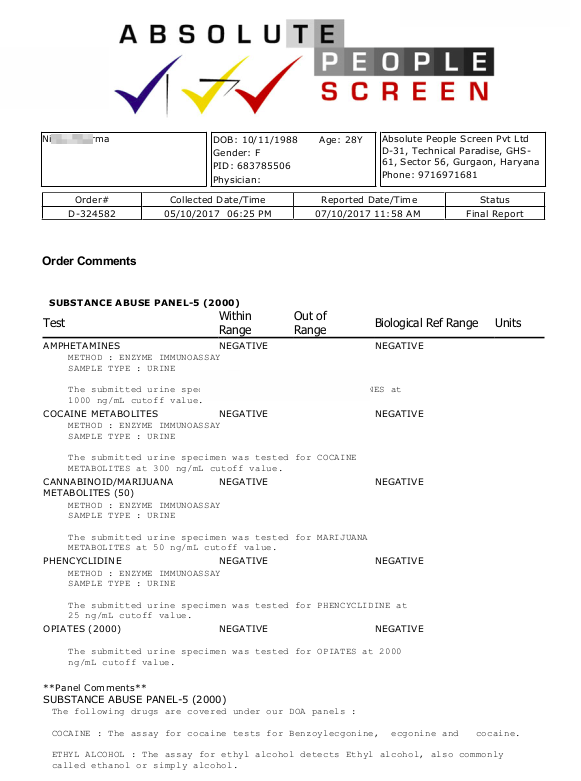 ABSOLUTE
PEOPLE
SCREEN
DOB: 10/11/1988 Age: 28Y
Gender: F
PID: 683785506
Physician:
Absolute People Screen Pvt Ltd
D-31, Technical Paradise, GHS-
61, Sector 56, Gurgaon, Haryana
Phone: 9716971681
Order# Collected Date/Time Reported Date/Time Status
D-324582 05/10/2017 06:25 PM 07/10/2017 11:58 AM Final Report
Order Comments
SUBSTANCE ABUSE PANEL-5 (2000)
Test Within Range Out of Range Biological Ref Range Units
AMPHETAMINES NEGATIVE NEGATIVE
METHOD : ENZYME IMMUNOASSAY
SAMPLE TYPE : URINE
The submitted urine at
1000 ng/mL cutoff value.
COCAINE METABOLITES NEGATIVE NEGATIVE
METHOD : ENZYME IMMUNOASSAY
SAMPLE TYPE : URINE
The submitted urine specimen was tested for COCAINE
METABOLITES at 300 ng/mL cutoff value.
CANNABINOID/MARIJUANA NEGATIVE NEGATIVE
METABOLITES (50)
METHOD : ENZYME IMMUNOASSAY
SAMPLE TYPE : URINE
The submitted urine specimen was tested for MARIJUANA
METABOLITES at 50 ng/mL cutoff value.
PHENCYCLIDINE NEGATIVE NEGATIVE
METHOD : ENZYME IMMUNOASSAY
SAMPLE TYPE : URINE
The submitted urine specimen was tested for PHENCYCLIDINE at
25 ng/mL cutoff value.
OPIATES (2000) NEGATIVE NEGATIVE
The submitted urine specimen was tested for OPIATES at 2000
ng/mL cutoff value.
**Panel Comments**
SUBSTANCE ABUSE PANEL-5 (2000)
The following drugs are covered under our DOA panels :
COCAINE : The assay for cocaine tests for Benzoylecgonine, ecgonine and cocaine.
ETHYL ALCOHOL : The assay for ethyl alcohol detects Ethyl alcohol, also commonly
called ethanol or simply alcohol.